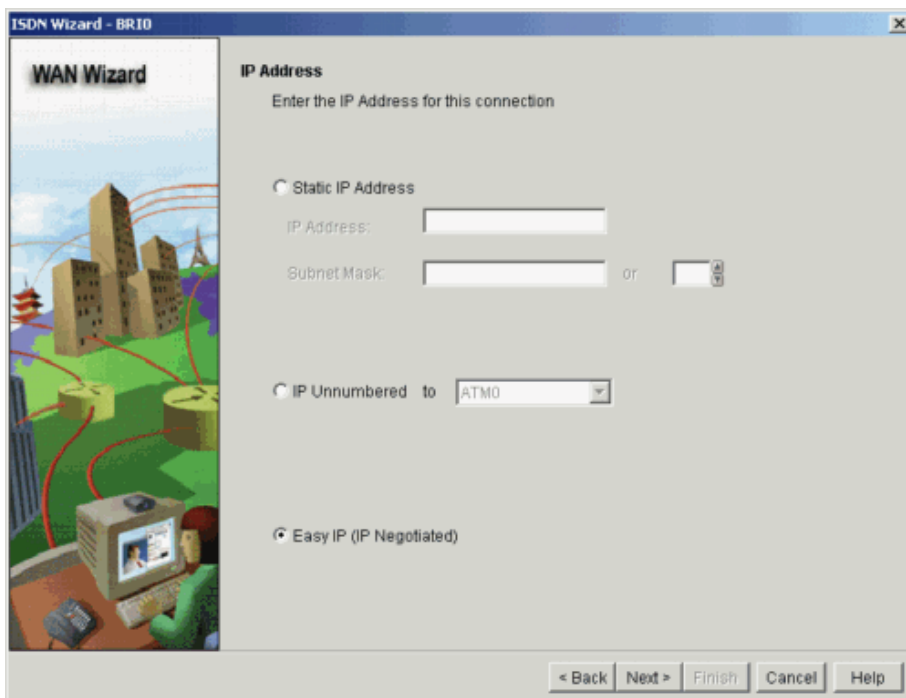 ISDN Wizard - BRI0
WAN Wizard
IP Address
Enter the IP Address for this connection
Static IP Address
IP Address:
Subnet Mask: or
IP Unnumbered to ATM0
Easy IP (IP Negotiated)
< Back Next > Finish Cancel Help